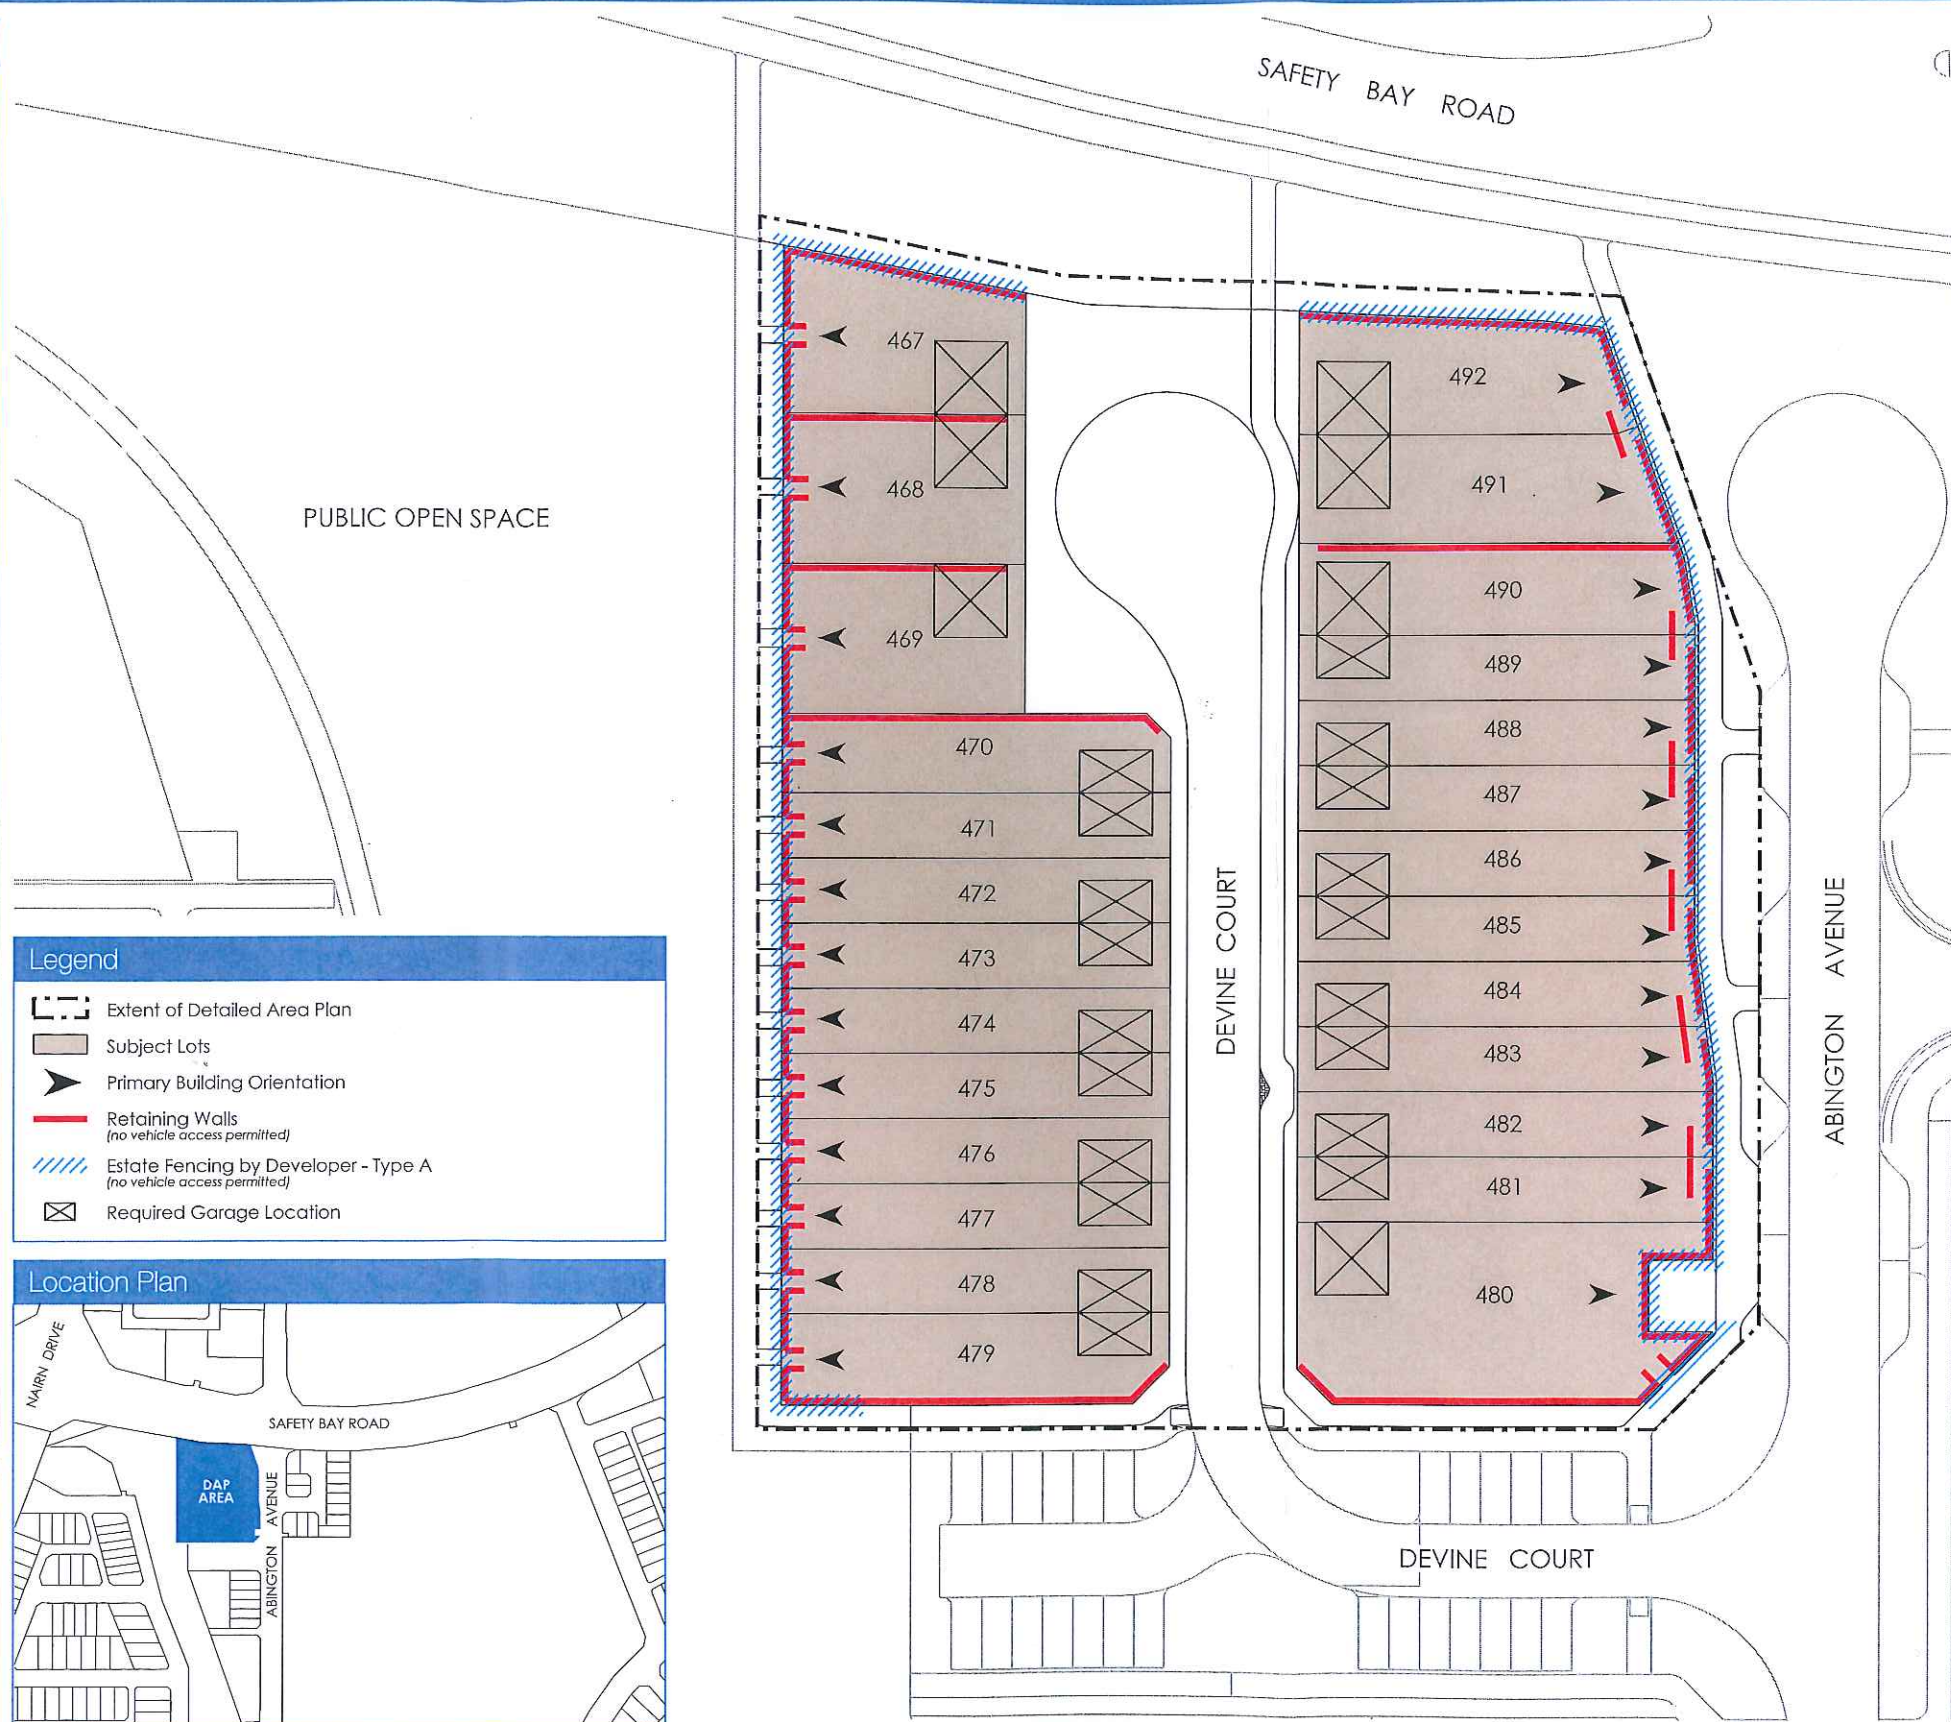 SAFETY BAY ROAD
467
492
468
491
PUBLIC OPEN SPACE
490
469
489
488
470
487
471
486
472
485
473
484
474
483
475
482
476
481
477
478
480
479
DEVINE COURT
ABINGTON AVENUE
DEVINE COURT
Legend
Extent of Detailed Area Plan
Subject Lots
Primary Building Orientation
Retaining Walls
(no vehicle access permitted)
Estate Fencing by Developer - Type A
(no vehicle access permitted)
Required Garage Location
Location Plan
NAIRN DRIVE
SAFETY BAY ROAD
DAP
AREA
ABINGTON AVENUE